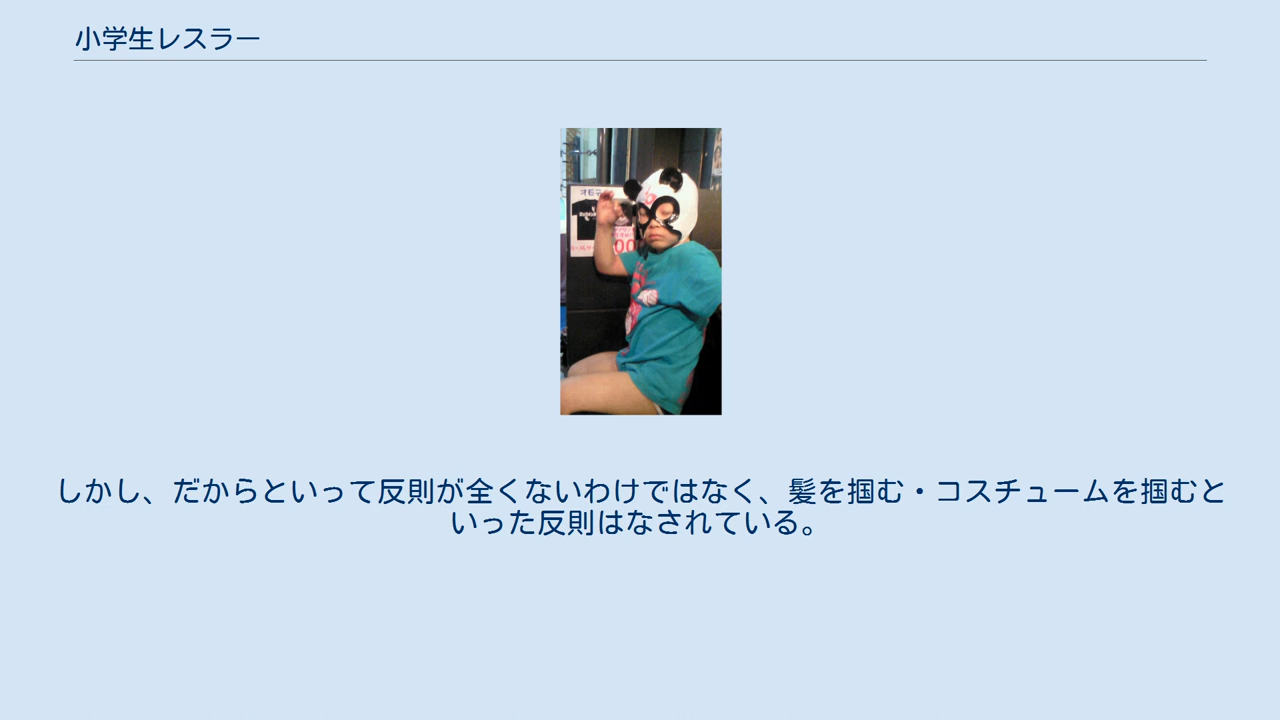 小学生レスラー
しかし、だからといって反則が全くないわけではなく、髪を掴む・コスチュームを掴むと
いった反則はなされている。